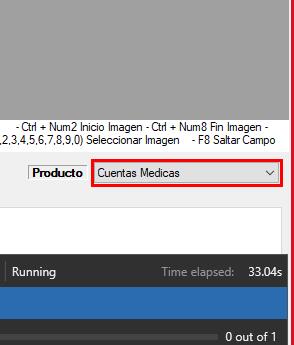 - Ctrl + Num2 Inicio Imagen - Ctrl + Num8 Fin Imagen -
,2,3,4,5,6,7,8,9,0) Seleccionar Imagen - F8 Saltar Campo
Producto Cuentas Medicas
Running Time elapsed: 33.04s
0 out of 1